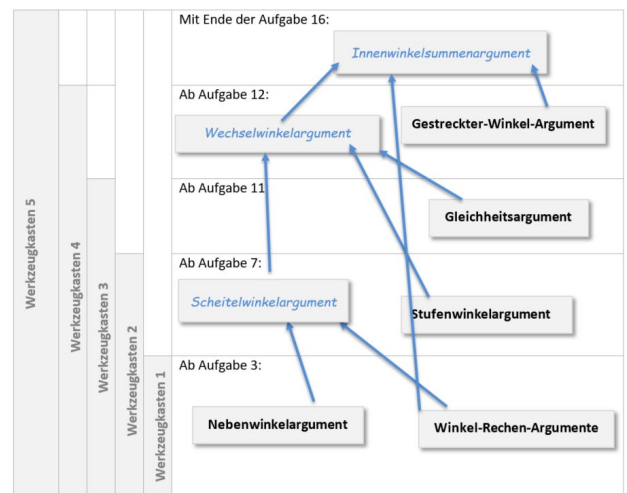 Mit Ende der Aufgabe 16:
Innenwinkelsummenargument
Ab Aufgabe 12:
Gestreckter-Winkel-Argument
Wechselwinkelargument
Ab Aufgabe 11
Gleichheitsargument
Ab Aufgabe 7:
Scheitelwinkelargument
Stufenwinkelargument
Ab Aufgabe 3:
Nebenwinkelargument
Winkel-Rechen-Argumente
Werkzeugkasten 5
Werkzeugkasten 4
Werkzeugkasten 3
Werkzeugkasten 2
Werkzeugkasten 1